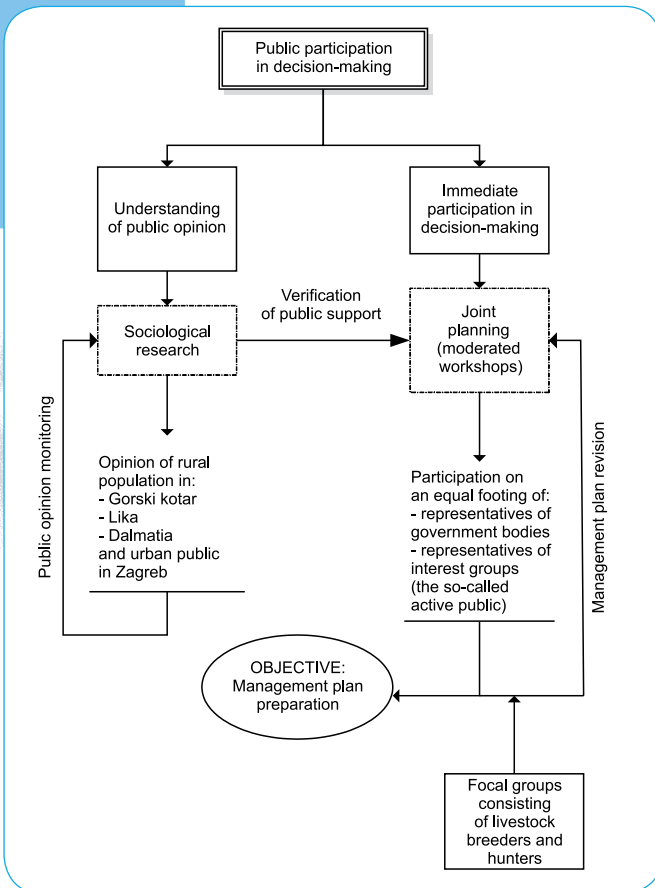 Public participation
in decision-making
Understanding
of public opinion
Immediate
participation in
decision-making
Verification
of public support
Sociological
research
Joint
planning
(moderated
workshops)
Public opinion monitoring
Opinion of rural
population in:
- Gorski kotar
- Lika
- Dalmatia
and urban public
in Zagreb
Participation on
an equal footing of:
- representatives of
government bodies
- representatives of
interest groups
(the so-called
active public)
Management plan revision
OBJECTIVE:
Management plan
preparation
Focal groups
consisting
of livestock
breeders and
hunters